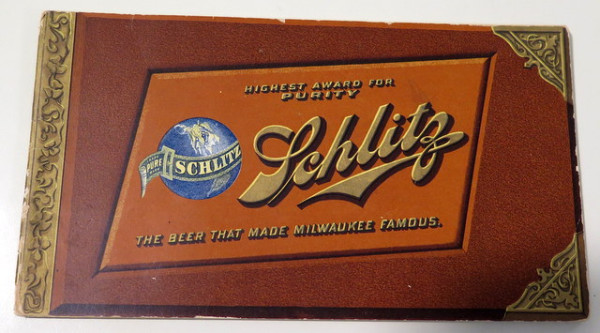 HIGHEST AWARD FOR
PURITY
PURE
SCHLITZ
Schlitz
THE BEER THAT MADE MILWAUKEE FAMOUS.